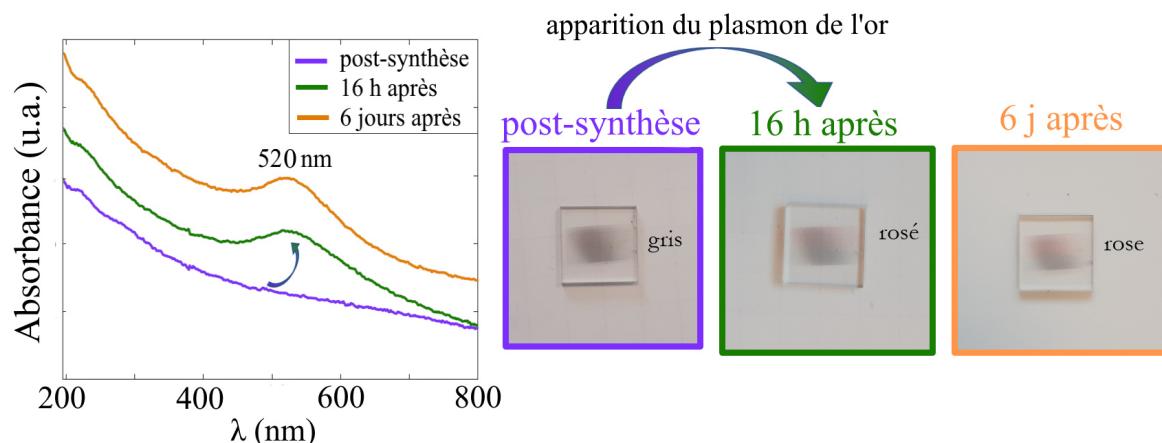 apparition du plasmon de l'or
post-synthèse
16 h après
6 jours après
520 nm
Absorbance (u.a.)
200
400
600
800
λ (nm)
post-synthèse
16 h après
6 j après
gris
rosé
rose